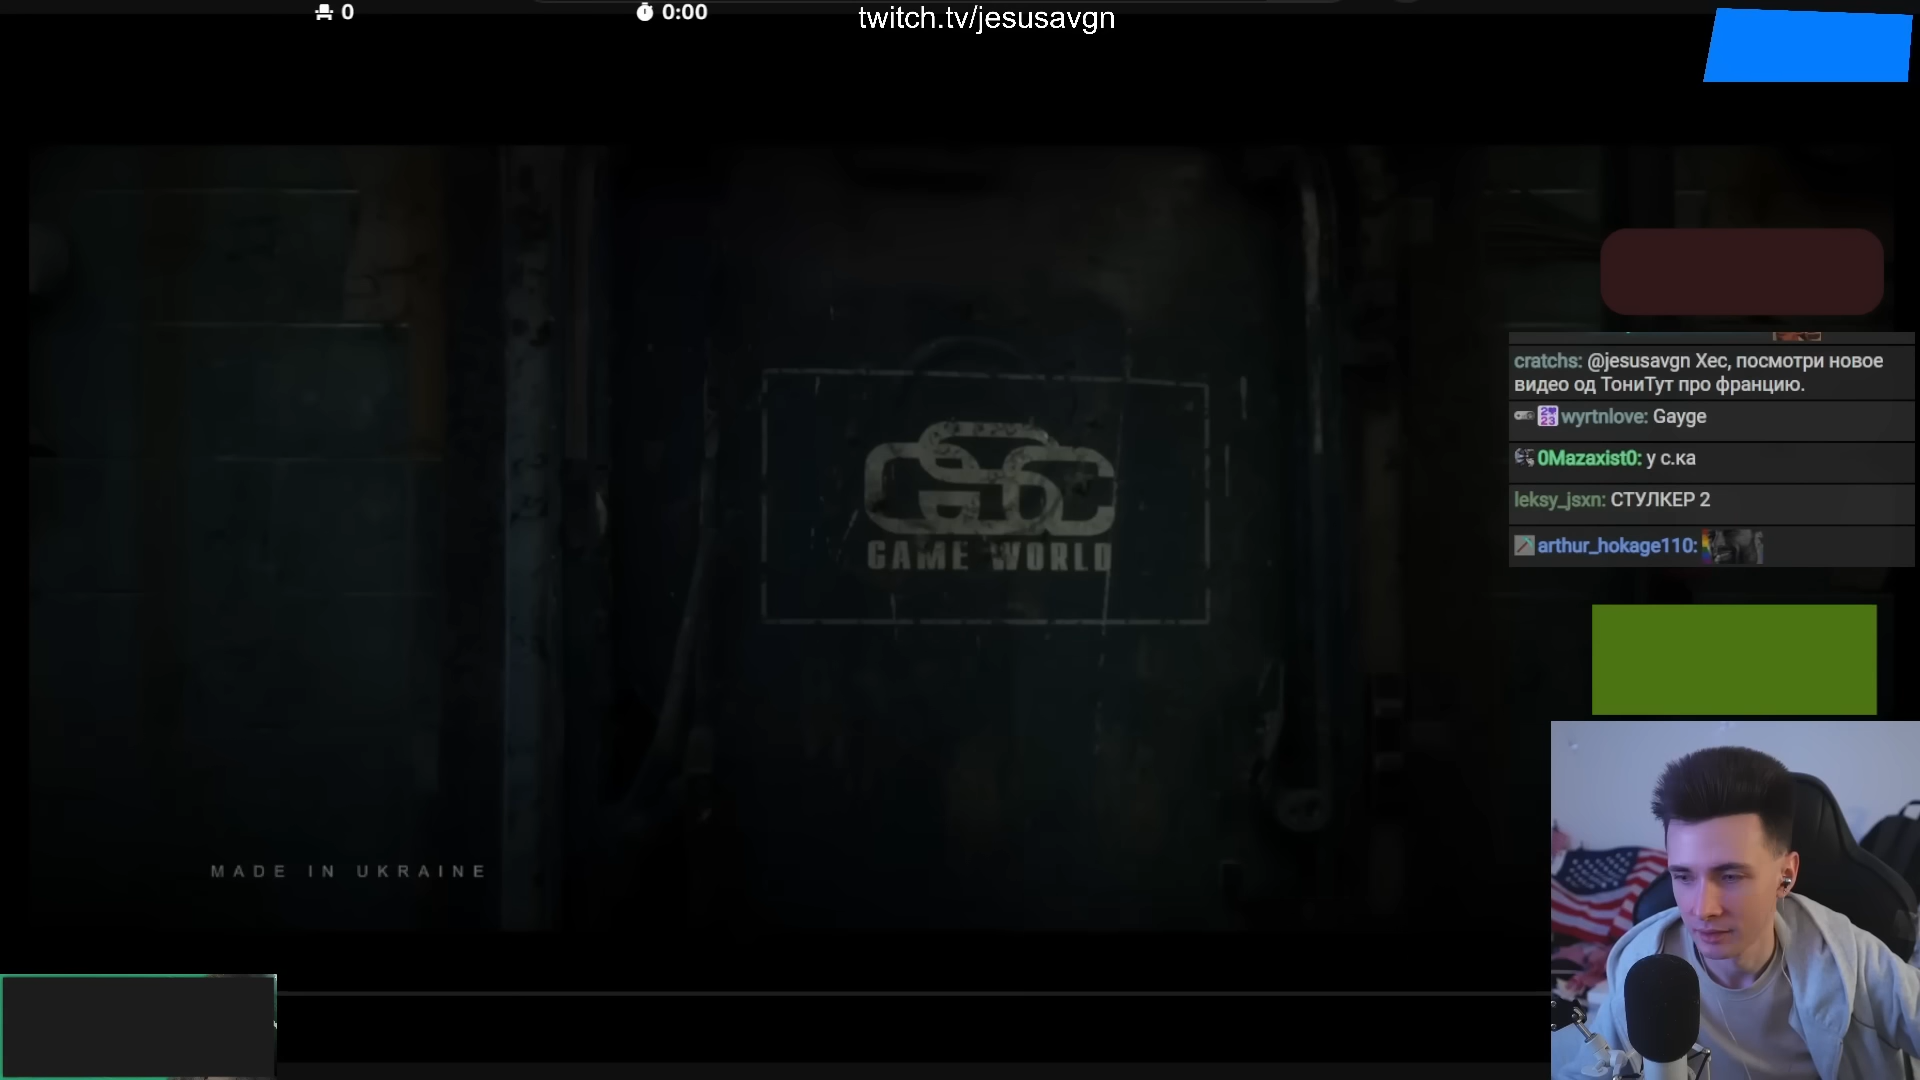 0
0:00
twitch.tv/jesusavgn
GSC
GAME WORLD
cratchs: @jesusavgn Хес, посмотри новое
видео од ТониТут про францию.
wyrtnlove: Gayge
0Mazaxist0: у с.ка
leksy_jsxn: СТУЛКЕР 2
arthur_hokage110:
MADE IN UKRAINE